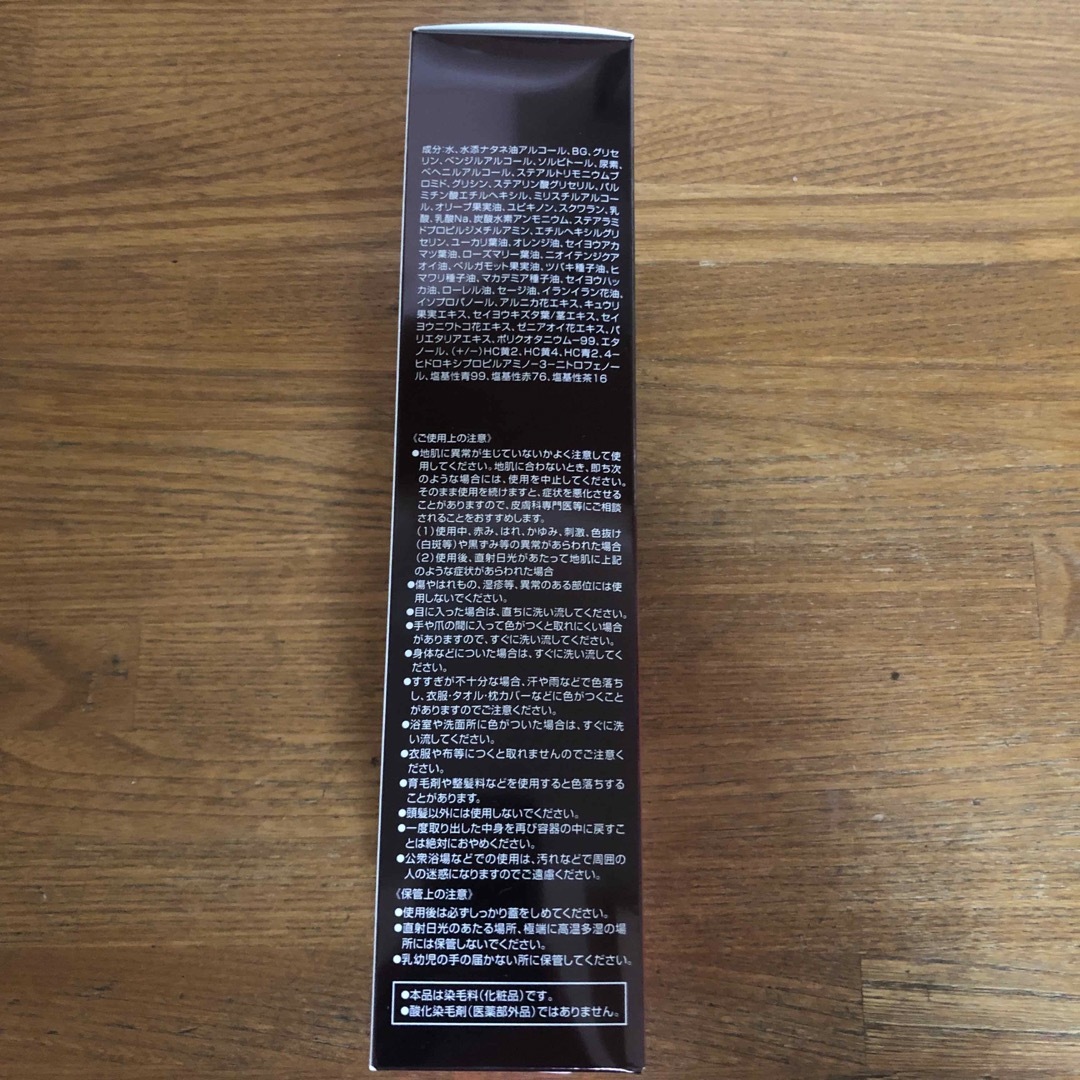 成分:水、水添ナタネ油アルコール、BG、グリセ
リン、ベンジルアルコール、ソルビトール、尿素、
ベヘニルアルコール、ステアルトリモニウムブ
ロミド、グリシン、ステアリン酸グリセリル、パル
ミチン酸エチルヘキシル、ミリスチルアルコー
ル、オリーブ果実油、ユビキノン、スクワラン、乳
酸、乳酸Na、炭酸水素アンモニウム、ステアラミ
ドプロピルジメチルアミン、エチルヘキシルグリ
セリン、ユーカリ葉油、オレンジ油、セイヨウアカ
マツ葉油、ローズマリー葉油、ニオイテンジクア
オイ油、ベルガモット果実油、ツバキ種子油、ヒ
マワリ種子油、マカデミア種子油、セイヨウハッ
カ油、ローレル油、セージ油、イランイラン花油、
イソプロパノール、アルニカ花エキス、キュウリ
果実エキス、セイヨウキズタ葉/茎エキス、セイ
ヨウニワトコ花エキス、ゼニアオイ花エキス、パ
リエタリアエキス、ポリクオタニウム-99、エタ
ノール、(+/-)HC黄2、HC黄4、HC青2、4-
ヒドロキシプロピルアミノ-3-ニトロフェノー
ル、塩基性青99、塩基性赤76、塩基性茶16
《ご使用上の注意》
●地肌に異常が生じていないかよく注意して使
用してください。地肌に合わないとき、即ち次
のような場合には、使用を中止してください。
そのまま使用を続けますと、症状を悪化させる
ことがありますので、皮膚科専門医等にご相談
されることをおすすめします。
(1)使用中、赤み、はれ、かゆみ、刺激、色抜け
(白斑等)や黒ずみ等の異常があらわれた場合
(2)使用後、直射日光があたって地肌に上記
のような症状があらわれた場合
●傷やはれもの、湿疹等、異常のある部位には使
用しないでください。
●目に入った場合は、直ちに洗い流してください。
●手や爪の間に入って色がつくと取れにくい場合
がありますので、すぐに洗い流してください。
●身体などについた場合は、すぐに洗い流してく
ださい。
●すすぎが不十分な場合、汗や雨などで色落ち
し、衣服・タオル・枕カバーなどに色がつくこと
がありますのでご注意ください。
●浴室や洗面所に色がついた場合は、すぐに洗
い流してください。
●衣服や布等につくと取れませんのでご注意く
ださい。
●育毛剤や整髪料などを使用すると色落ちする
ことがあります。
●頭髪以外には使用しないでください。
●一度取り出した中身を再び容器の中に戻すこ
とは絶対におやめください。
●公衆浴場などでの使用は、汚れなどで周囲の
人の迷惑になりますのでご遠慮ください。
《保管上の注意》
●使用後は必ずしっかり蓋をしめてください。
●直射日光のあたる場所、極端に高温多湿の場
所には保管しないでください。
●乳幼児の手の届かない所に保管してください。
●本品は染毛料(化粧品)です。
●酸化染毛剤(医薬部外品)ではありません。